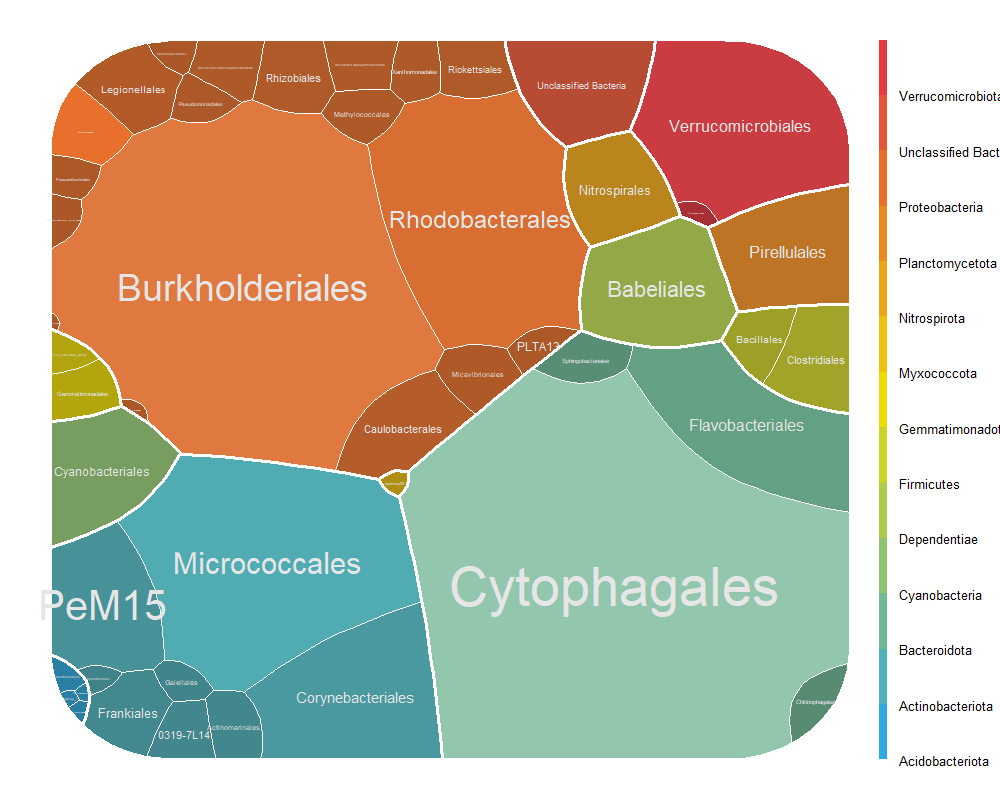 Legionellales
Pseudomonadales
Rhizobiales
Methylococcales
Xanthomonadales
Rickettsiales
Unclassified Bacteria
Verrucomicrobiales
Nitrospirales
Rhodobacterales
Pirellulales
Burkholderiales
Babeliales
Bacillales
Clostridiales
PLTA13
Sphingobacteriales
Micavibrionales
Gemmatimonadales
Caulobacterales
Flavobacteriales
Cyanobacteriales
Micrococcales
Cytophagales
PeM15
Gaiellales
Corynebacteriales
Chitinophagales
Frankiales
Actinomarinales
0319-7L14
Verrucomicrobiota
Unclassified Bact
Proteobacteria
Planctomycetota
Nitrospirota
Myxococcota
Gemmatimonadot
Firmicutes
Dependentiae
Cyanobacteria
Bacteroidota
Actinobacteriota
Acidobacteriota